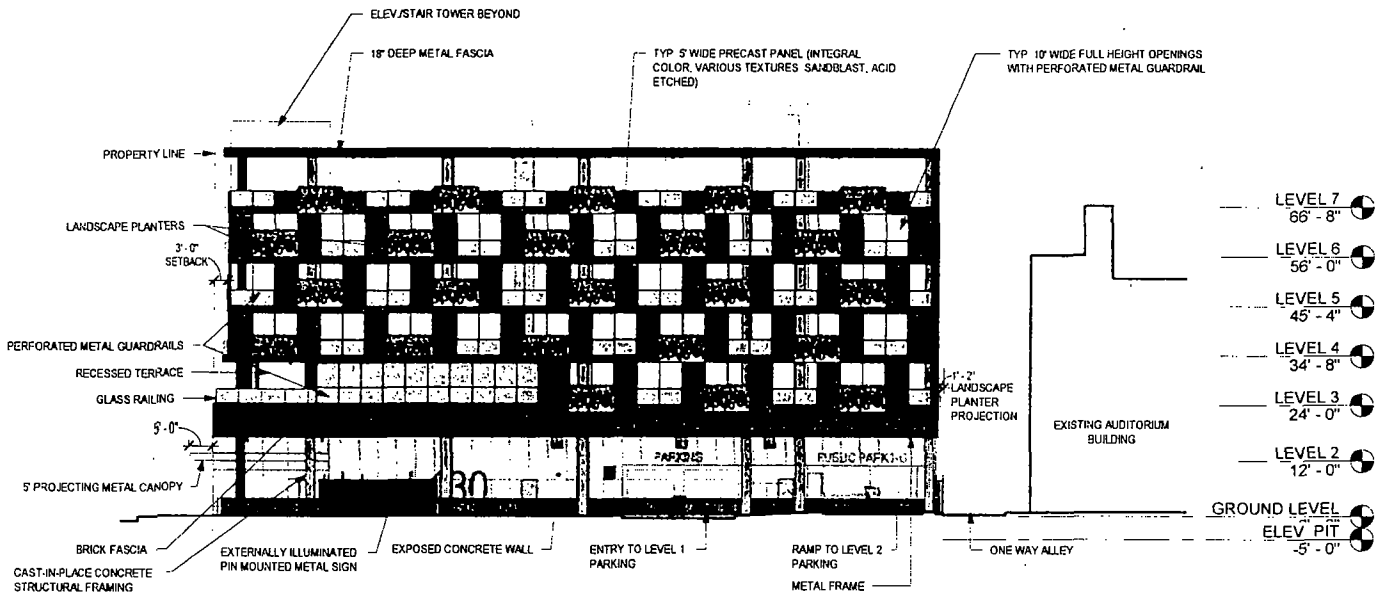 ELEV./STAIR TOWER BEYOND
18" DEEP METAL FASCIA
TYP 5' WIDE PRECAST PANEL (INTEGRAL
COLOR, VARIOUS TEXTURES SANDBLAST, ACID
ETCHED)
TYP 10' WIDE FULL HEIGHT OPENINGS
WITH PERFORATED METAL GUARDRAIL
PROPERTY LINE
LANDSCAPE PLANTERS
3'-0"
SETBACK
PERFORATED METAL GUARDRAILS
RECESSED TERRACE
GLASS RAILING
5'-0"
5' PROJECTING METAL CANOPY
BRICK FASCIA
CAST-IN-PLACE CONCRETE
STRUCTURAL FRAMING
EXTERNALLY ILLUMINATED
PIN MOUNTED METAL SIGN
EXPOSED CONCRETE WALL
ENTRY TO LEVEL 1
PARKING
RAMP TO LEVEL 2
PARKING
METAL FRAME
ONE WAY ALLEY
1'-2"
LANDSCAPE
PLANTER
PROJECTION
EXISTING AUDITORIUM
BUILDING
PARKING
PUBLIC PARKING
30
LEVEL 7
66' - 8"
LEVEL 6
56' - 0"
LEVEL 5
45' - 4"
LEVEL 4
34' - 8"
LEVEL 3
24' - 0"
LEVEL 2
12' - 0"
GROUND LEVEL
ELEV PIT
-5' - 0"